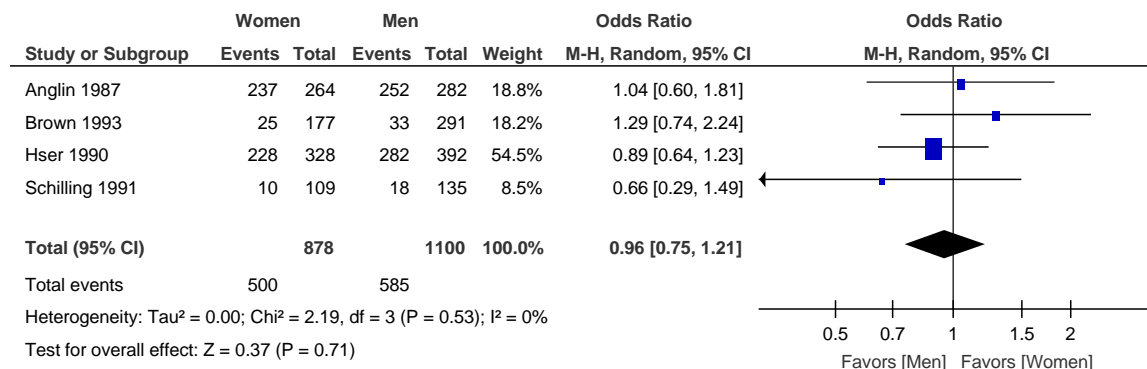 Women Men Odds Ratio Odds Ratio
Study or Subgroup Events Total Events Total Weight M-H, Random, 95% CI M-H, Random, 95% CI
Anglin 1987 237 264 252 282 18.8% 1.04 [0.60, 1.81]
Brown 1993 25 177 33 291 18.2% 1.29 [0.74, 2.24]
Hser 1990 228 328 282 392 54.5% 0.89 [0.64, 1.23]
Schilling 1991 10 109 18 135 8.5% 0.66 [0.29, 1.49]
Total (95% CI) 878 1100 100.0% 0.96 [0.75, 1.21]
Total events 500 585
Heterogeneity: Tau² = 0.00; Chi² = 2.19, df = 3 (P = 0.53); I² = 0%
Test for overall effect: Z = 0.37 (P = 0.71)
0.5 0.7 1 1.5 2
Favors [Men] Favors [Women]